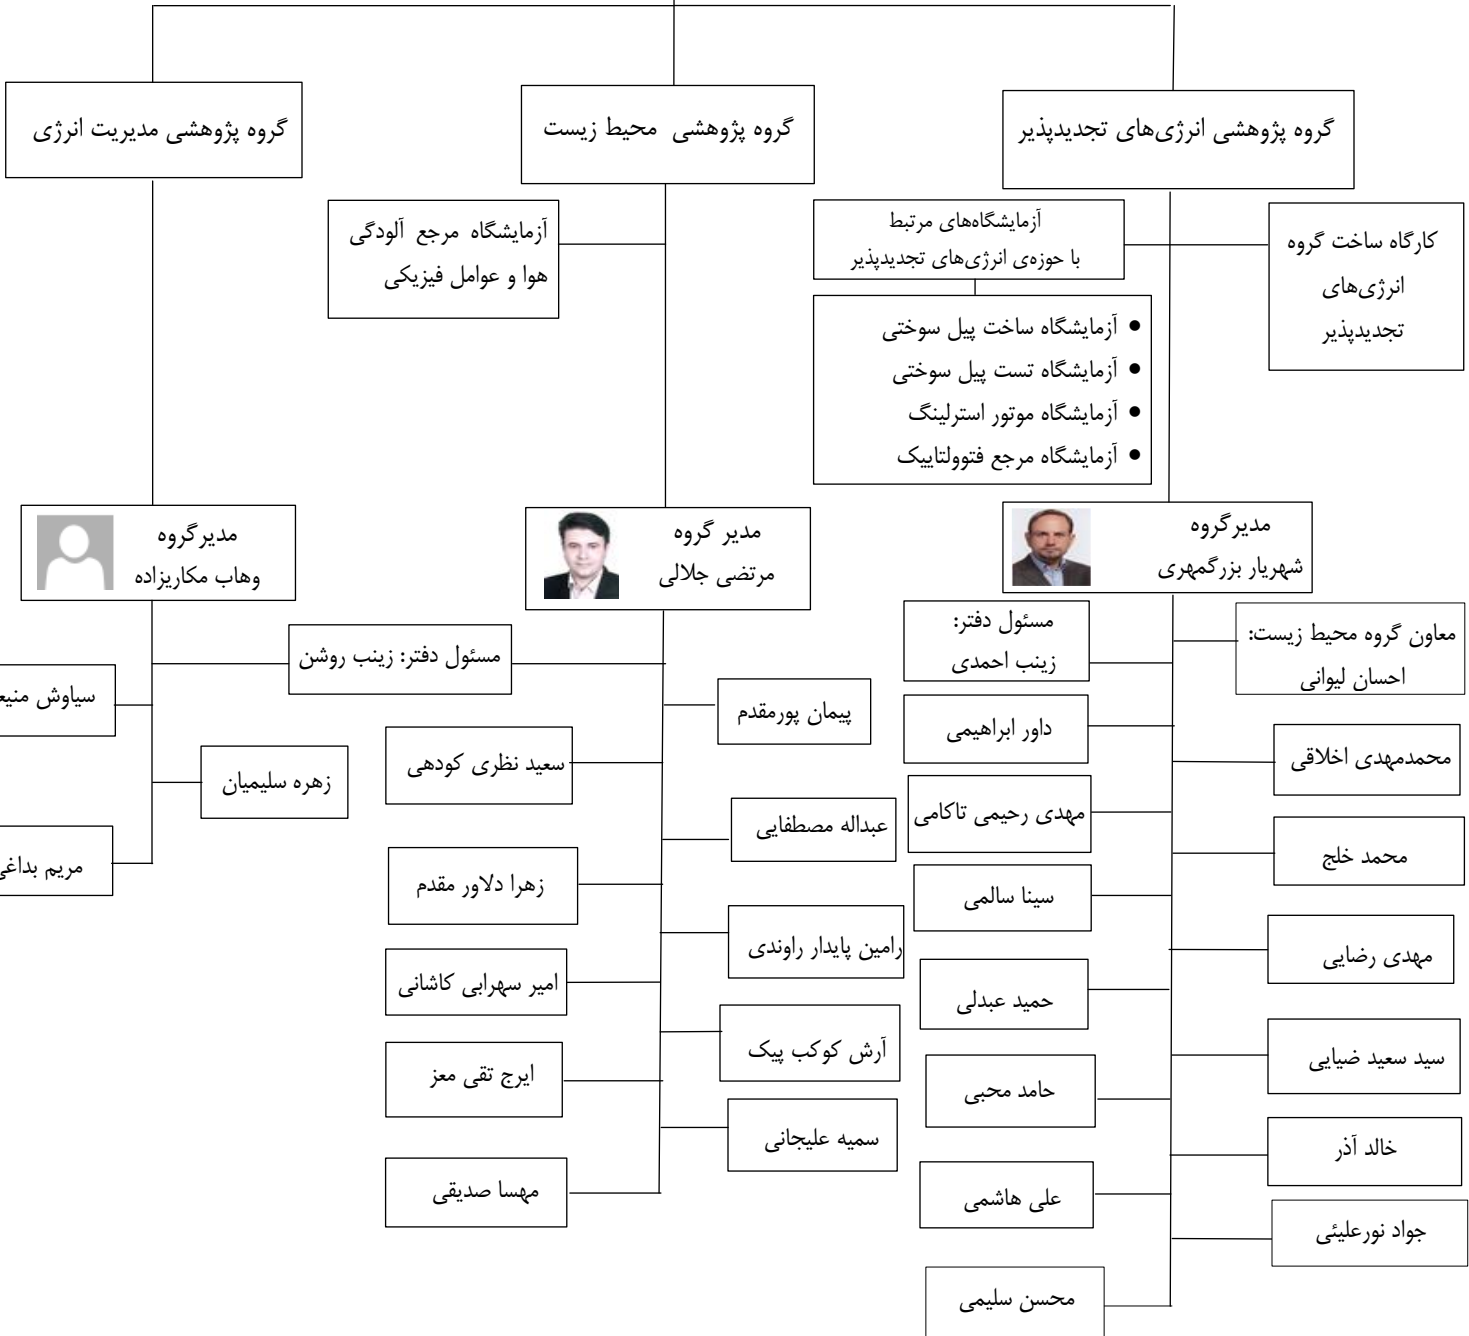 گروه پژوهشی انرژی‌های تجدیدپذیر
گروه پژوهشی محیط زیست
گروه پژوهشی مدیریت انرژی
کارگاه ساخت گروه
انرژی‌های
تجدیدپذیر
آزمایشگاه‌های مرتبط
با حوزه‌ی انرژی‌های تجدیدپذیر
• آزمایشگاه ساخت پیل سوختی
• آزمایشگاه تست پیل سوختی
• آزمایشگاه موتور استرلینگ
• آزمایشگاه مرجع فتوولتاییک
آزمایشگاه مرجع آلودگی
هوا و عوامل فیزیکی
مدیرگروه
شهریار بزرگمهری
مدیر گروه
مرتضی جلالی
مدیرگروه
وهاب مکاریزاده
معاون گروه محیط زیست:
احسان لیوانی
مسئول دفتر:
زینب احمدی
محمدمهدی اخلاقی
داور ابراهیمی
محمد خلج
مهدی رحیمی تاکامی
مهدی رضایی
سینا سالمی
سید سعید ضیایی
حمید عبدلی
خالد آذر
حامد محبی
جواد نورعلیئی
علی هاشمی
محسن سلیمی
مسئول دفتر: زینب روشن
پیمان پورمقدم
سعید نظری کودهی
عبداله مصطفایی
زهرا دلاور مقدم
رامین پایدار راوندی
امیر سهرابی کاشانی
آرش کوکب پیک
ایرج تقی معز
سمیه علیجانی
مهسا صدیقی
سیاوش
زهره سلیمیان
مریم